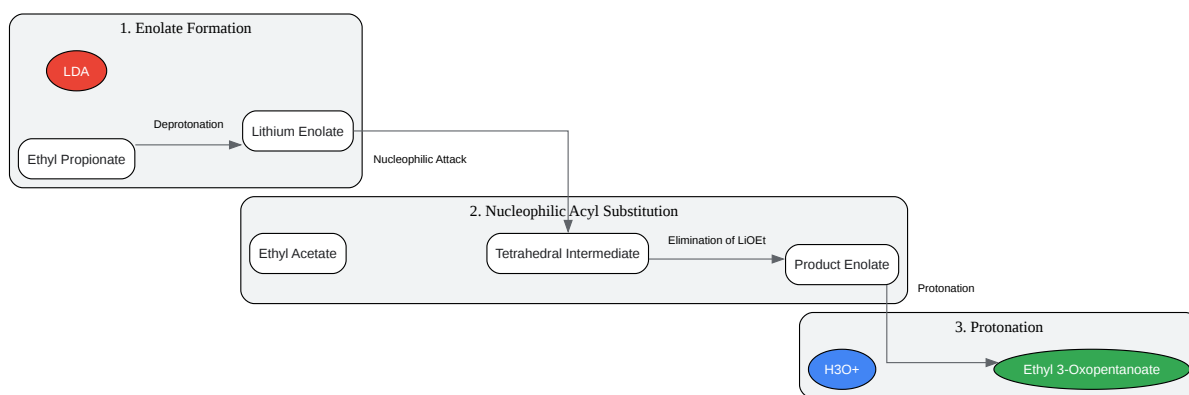 1. Enolate Formation
LDA
Deprotonation
Ethyl Propionate
Lithium Enolate
Nucleophilic Attack
2. Nucleophilic Acyl Substitution
Ethyl Acetate
Tetrahedral Intermediate
Elimination of LiOEt
Product Enolate
Protonation
3. Protonation
H3O+
Ethyl 3-Oxopentanoate